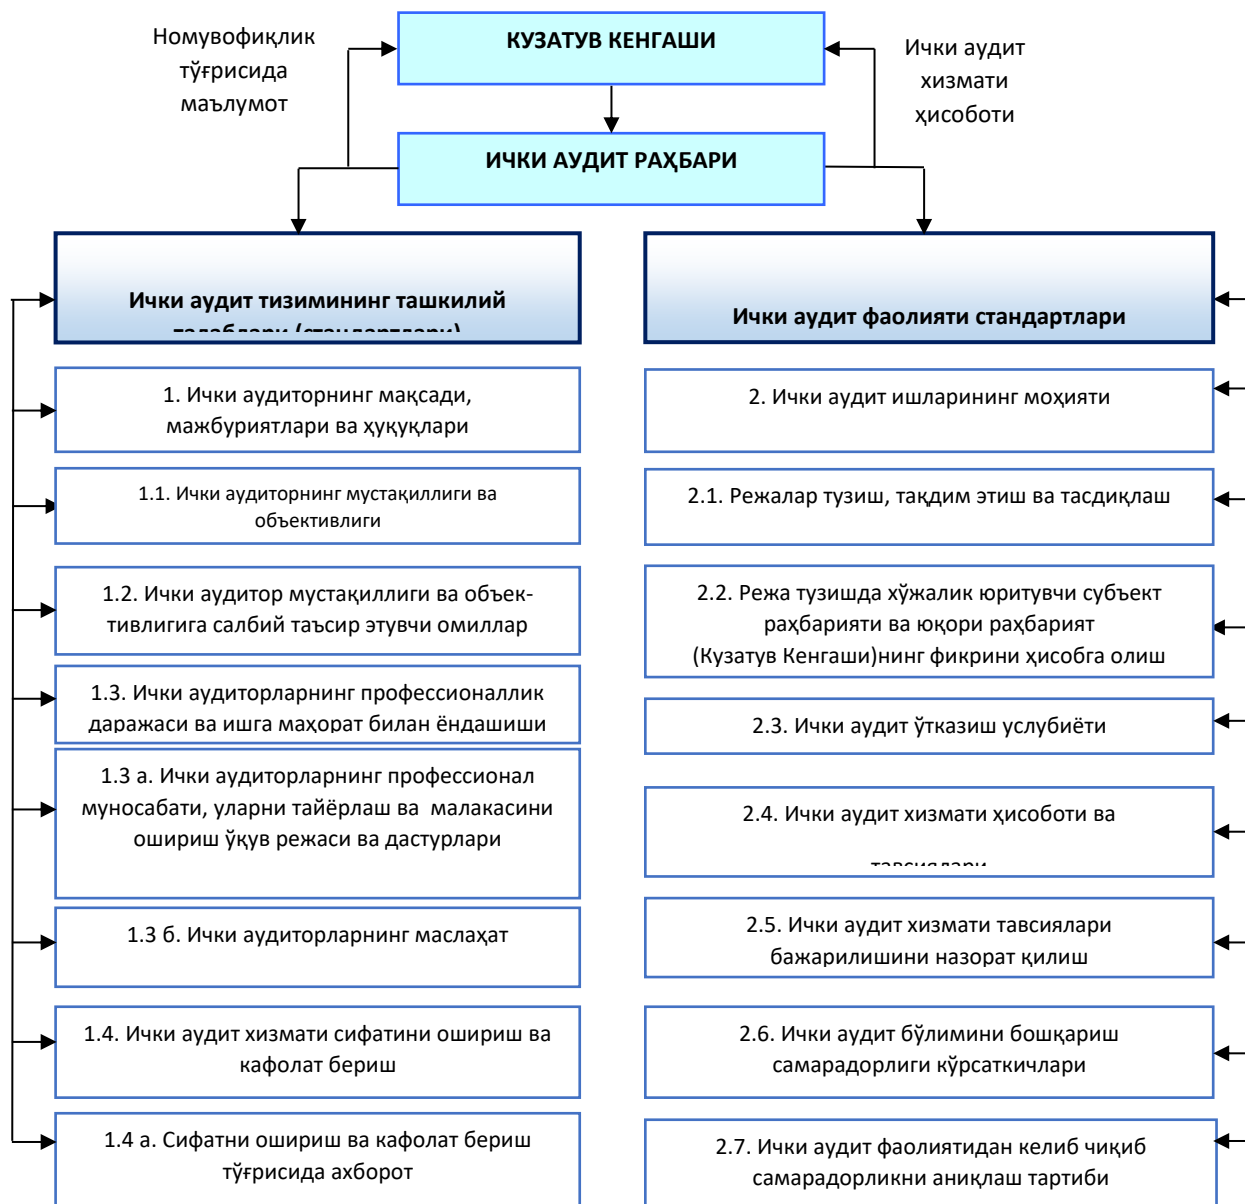 Номувофиқлик
тўғрисида
маълумот
КУЗАТУВ КЕНГАШИ
Ички аудит
хизмати
ҳисоботи
ИЧКИ АУДИТ РАҲБАРИ
Ички аудит тизимининг ташкилий
талаблари (стандартлари)
1. Ички аудиторнинг мақсади,
мажбуриятлари ва ҳуқуқлари
1.1. Ички аудиторнинг мустақиллиги ва
объективлиги
1.2. Ички аудитор мустақиллиги ва объек-
тивлигига салбий таъсир этувчи омиллар
1.3. Ички аудиторларнинг профессионаллик
даражаси ва ишга маҳорат билан ёндашиши
1.3 а. Ички аудиторларнинг профессионал
муносабати, уларни тайёрлаш ва малакасини
ошириш ўқув режаси ва дастурлари
1.3 б. Ички аудиторларнинг маслаҳат
1.4. Ички аудит хизмати сифатини ошириш ва
кафолат бериш
1.4 а. Сифатни ошириш ва кафолат бериш
тўғрисида ахборот
Ички аудит фаолияти стандартлари
2. Ички аудит ишларининг моҳияти
2.1. Режалар тузиш, тақдим этиш ва тасдиқлаш
2.2. Режа тузишда хўжалик юритувчи субъект
раҳбарияти ва юқори раҳбарият
(Кузатув Кенгаши)нинг фикрини ҳисобга олиш
2.3. Ички аудит ўтказиш услубиёти
2.4. Ички аудит хизмати ҳисоботи ва
тавсиялари
2.5. Ички аудит хизмати тавсиялари
бажарилишини назорат қилиш
2.6. Ички аудит бўлимини бошқариш
самарадорлиги кўрсаткичлари
2.7. Ички аудит фаолиятидан келиб чиқиб
самарадорликни аниқлаш тартиби